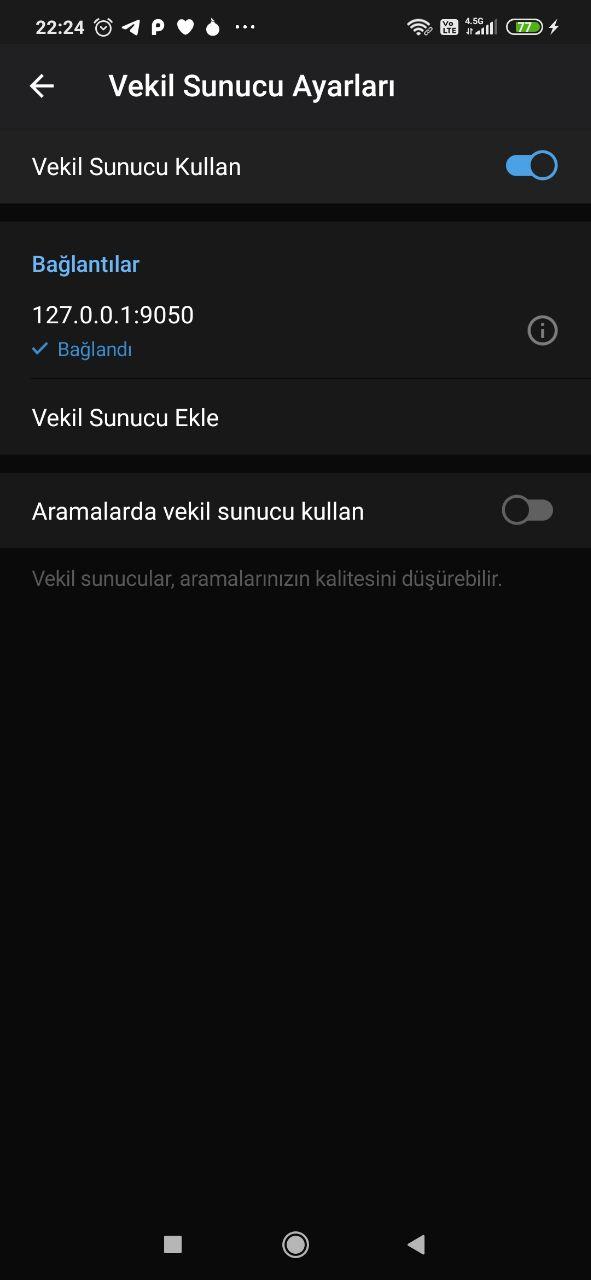 22:24
Vo LTE 4.5G 77
Vekil Sunucu Ayarları
Vekil Sunucu Kullan
Bağlantılar
127.0.0.1:9050
Bağlandı
Vekil Sunucu Ekle
Aramalarda vekil sunucu kullan
Vekil sunucular, aramalarınızın kalitesini düşürebilir.